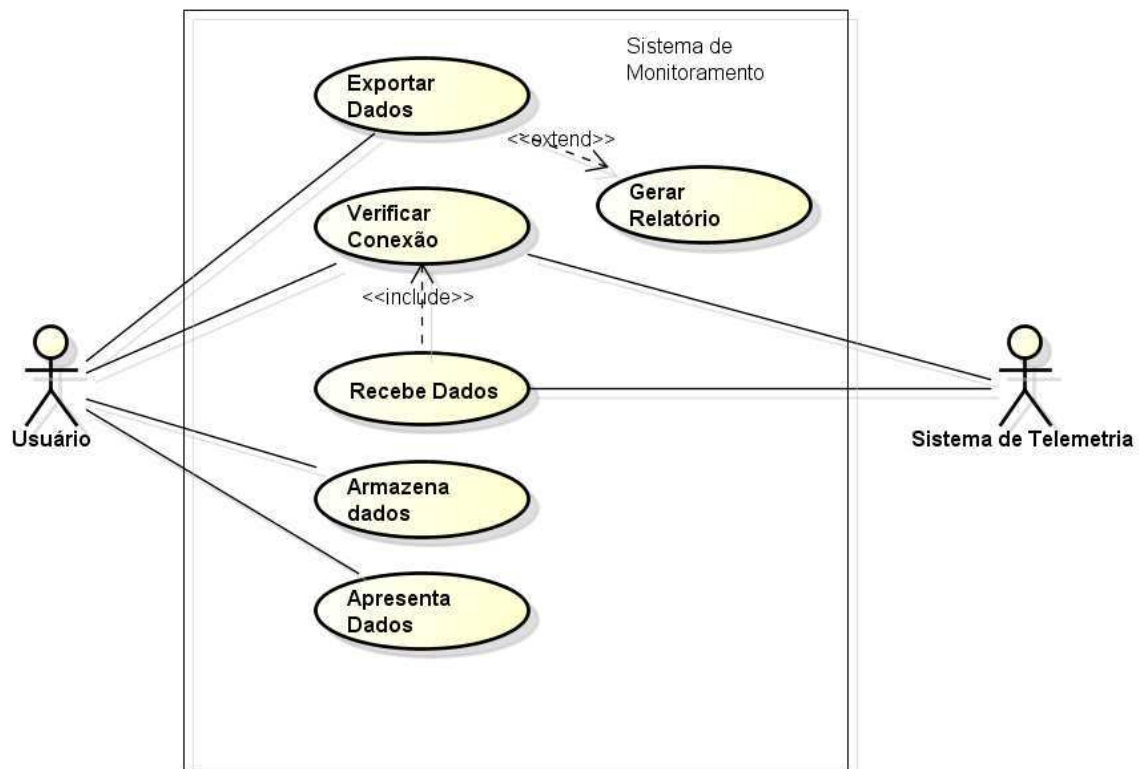 Sistema de
Monitoramento
Exportar
Dados
<<extend>>
Gerar
Relatório
Verificar
Conexão
<<include>>
Recebe Dados
Usuário
Sistema de Telemetria
Armazena
dados
Apresenta
Dados